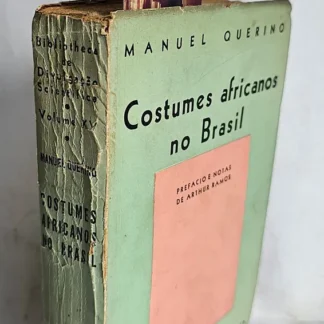 MANUEL QUERINO
Costumes africanos
no Brasil
PREFACIO E NOTAS
DE ARTHUR RAMOS
Bibliotheca
de
Divulgação
Scientifica
Volume XV
MANUEL QUERINO
COSTUMES
AFRICANOS
NO BRASIL